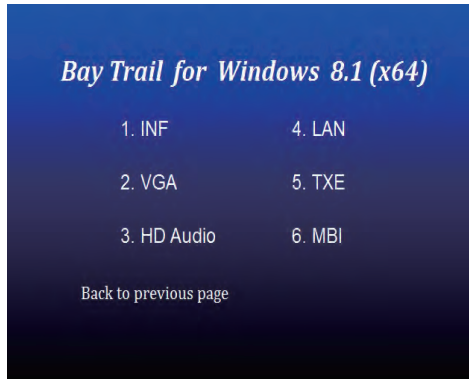 Bay Trail for Windows 8.1 (x64)
1. INF
4. LAN
2. VGA
5. TXE
3. HD Audio
6. MBI
Back to previous page